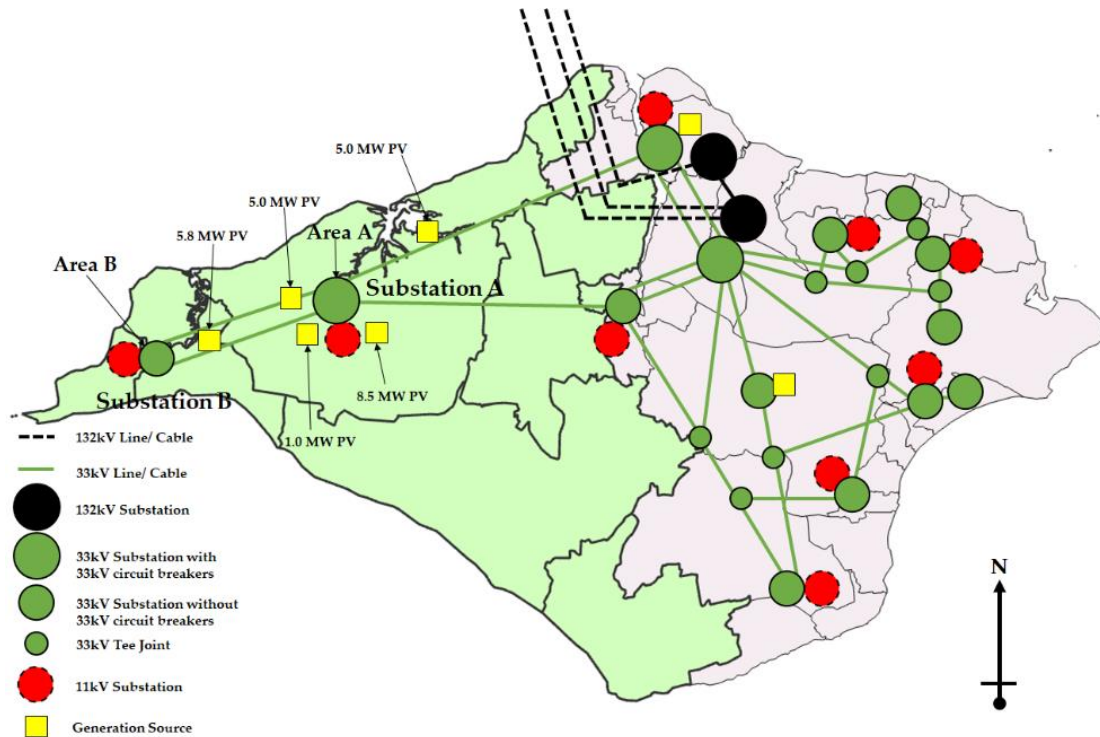 5.0 MW PV
5.0 MW PV
Area A
5.8 MW PV
Area B
Substation A
Substation B
8.5 MW PV
1.0 MW PV
132kV Line/ Cable
33kV Line/ Cable
132kV Substation
33kV Substation with
33kV circuit breakers
33kV Substation without
33kV circuit breakers
33kV Tee Joint
11kV Substation
Generation Source
N